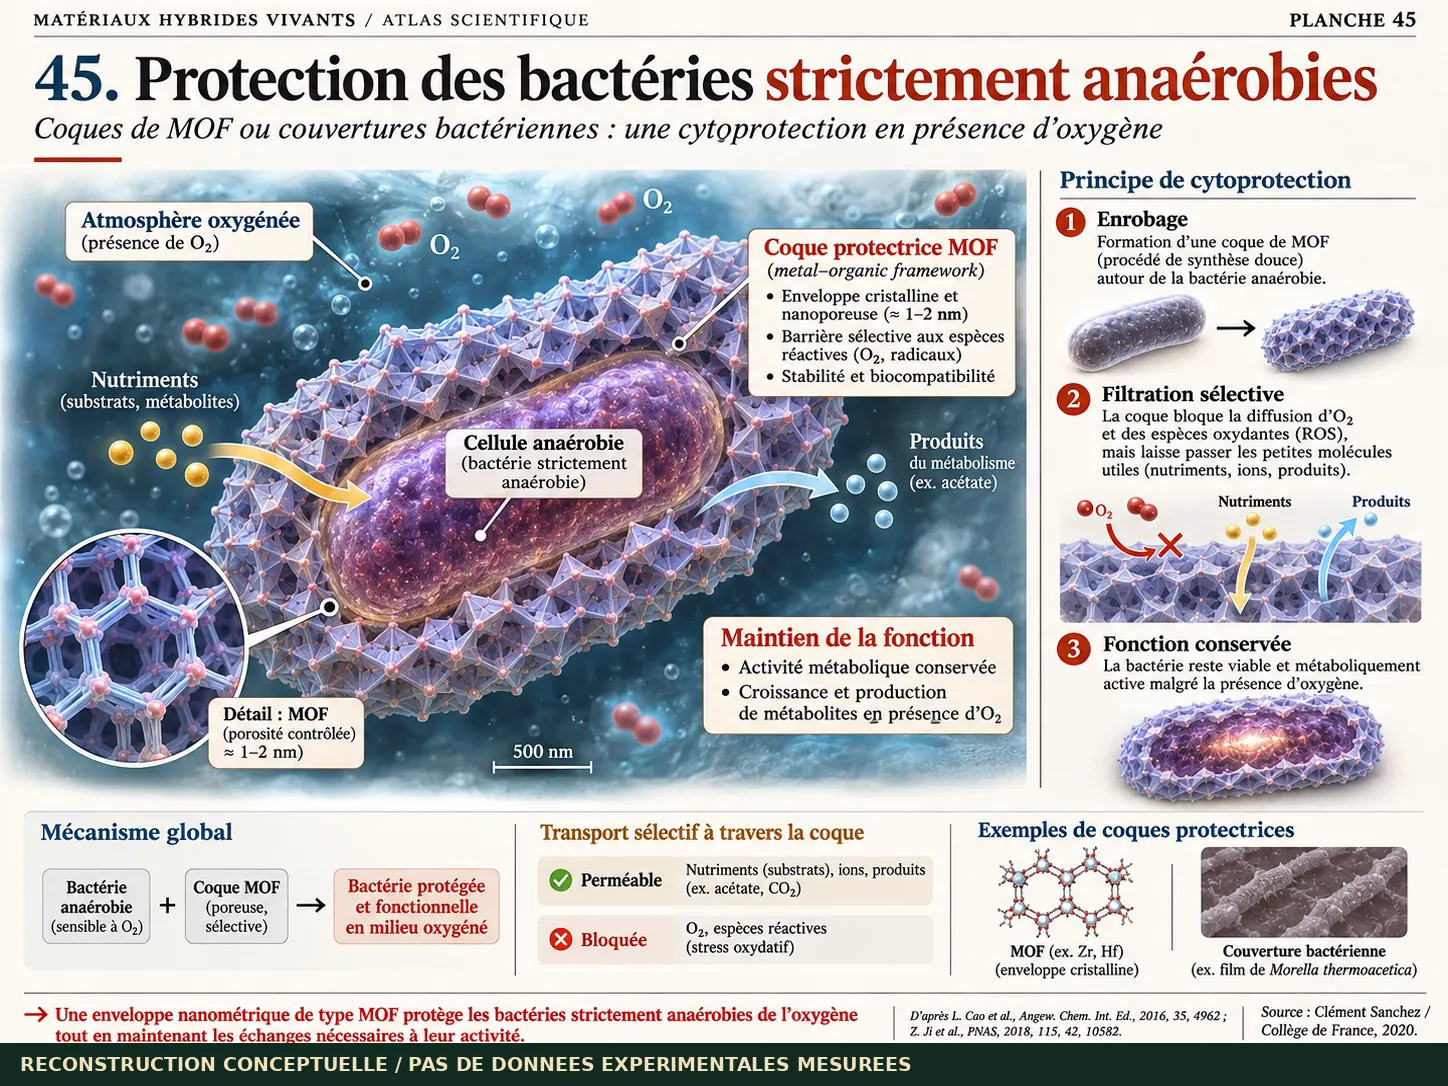 MATÉRIAUX HYBRIDES VIVANTS / ATLAS SCIENTIFIQUE
PLANCHE 45
45. Protection des bactéries strictement anaérobies
Coques de MOF ou couvertures bactériennes : une cytoprotection en présence d'oxygène
Atmosphère oxygénée
(présence de O₂)
O₂
O₂
Coque protectrice MOF
(metal–organic framework)
• Enveloppe cristalline et
nanoporeuse (≈ 1–2 nm)
• Barrière sélective aux espèces
réactives (O₂, radicaux)
• Stabilité et biocompatibilité
Nutriments
(substrats, métabolites)
Cellule anaérobie
(bactérie strictement
anaérobie)
Produits
du métabolisme
(ex. acétate)
Maintien de la fonction
• Activité métabolique conservée
• Croissance et production
de métabolites en présence d'O₂
Détail : MOF
(porosité contrôlée)
≈ 1–2 nm)
500 nm
Principe de cytoprotection
1 Enrobage
Formation d'une coque de MOF
(procédé de synthèse douce)
autour de la bactérie anaérobie.
2 Filtration sélective
La coque bloque la diffusion d'O₂
et des espèces oxydantes (ROS),
mais laisse passer les petites molécules
utiles (nutriments, ions, produits).
O₂
Nutriments
Produits
3 Fonction conservée
La bactérie reste viable et métaboliquement
active malgré la présence d'oxygène.
Mécanisme global
Bactérie
anaérobie
(sensible à O₂)
+
Coque MOF
(poreuse,
sélective)
→
Bactérie protégée
et fonctionnelle
en milieu oxygéné
Transport sélectif à travers la coque
Perméable
Nutriments (substrats), ions, produits
(ex. acétate, CO₂)
Bloquée
O₂, espèces réactives
(stress oxydatif)
Exemples de coques protectrices
MOF (ex. Zr, Hf)
(enveloppe cristalline)
Couverture bactérienne
(ex. film de Morella thermoacetica)
→ Une enveloppe nanométrique de type MOF protège les bactéries strictement anaérobies de l'oxygène
tout en maintenant les échanges nécessaires à leur activité.
D'après L. Cao et al., Angew. Chem. Int. Ed., 2016, 35, 4962 ;
Z. Ji et al., PNAS, 2018, 115, 42, 10582.
Source : Clément Sanchez /
Collège de France, 2020.
RECONSTRUCTION CONCEPTUELLE / PAS DE DONNEES EXPERIMENTALES MESUREES